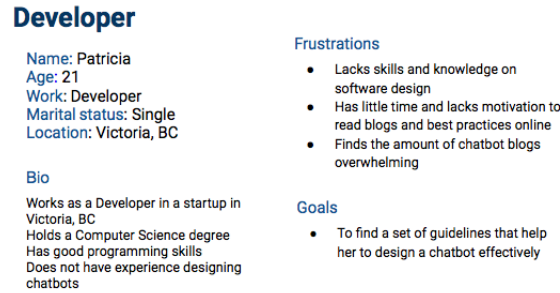 Developer
Name: Patricia
Age: 21
Work: Developer
Marital status: Single
Location: Victoria, BC
Bio
Works as a Developer in a startup in
Victoria, BC
Holds a Computer Science degree
Has good programming skills
Does not have experience designing
chatbots
Frustrations
● Lacks skills and knowledge on
software design
● Has little time and lacks motivation to
read blogs and best practices online
● Finds the amount of chatbot blogs
overwhelming
Goals
● To find a set of guidelines that help
her to design a chatbot effectively